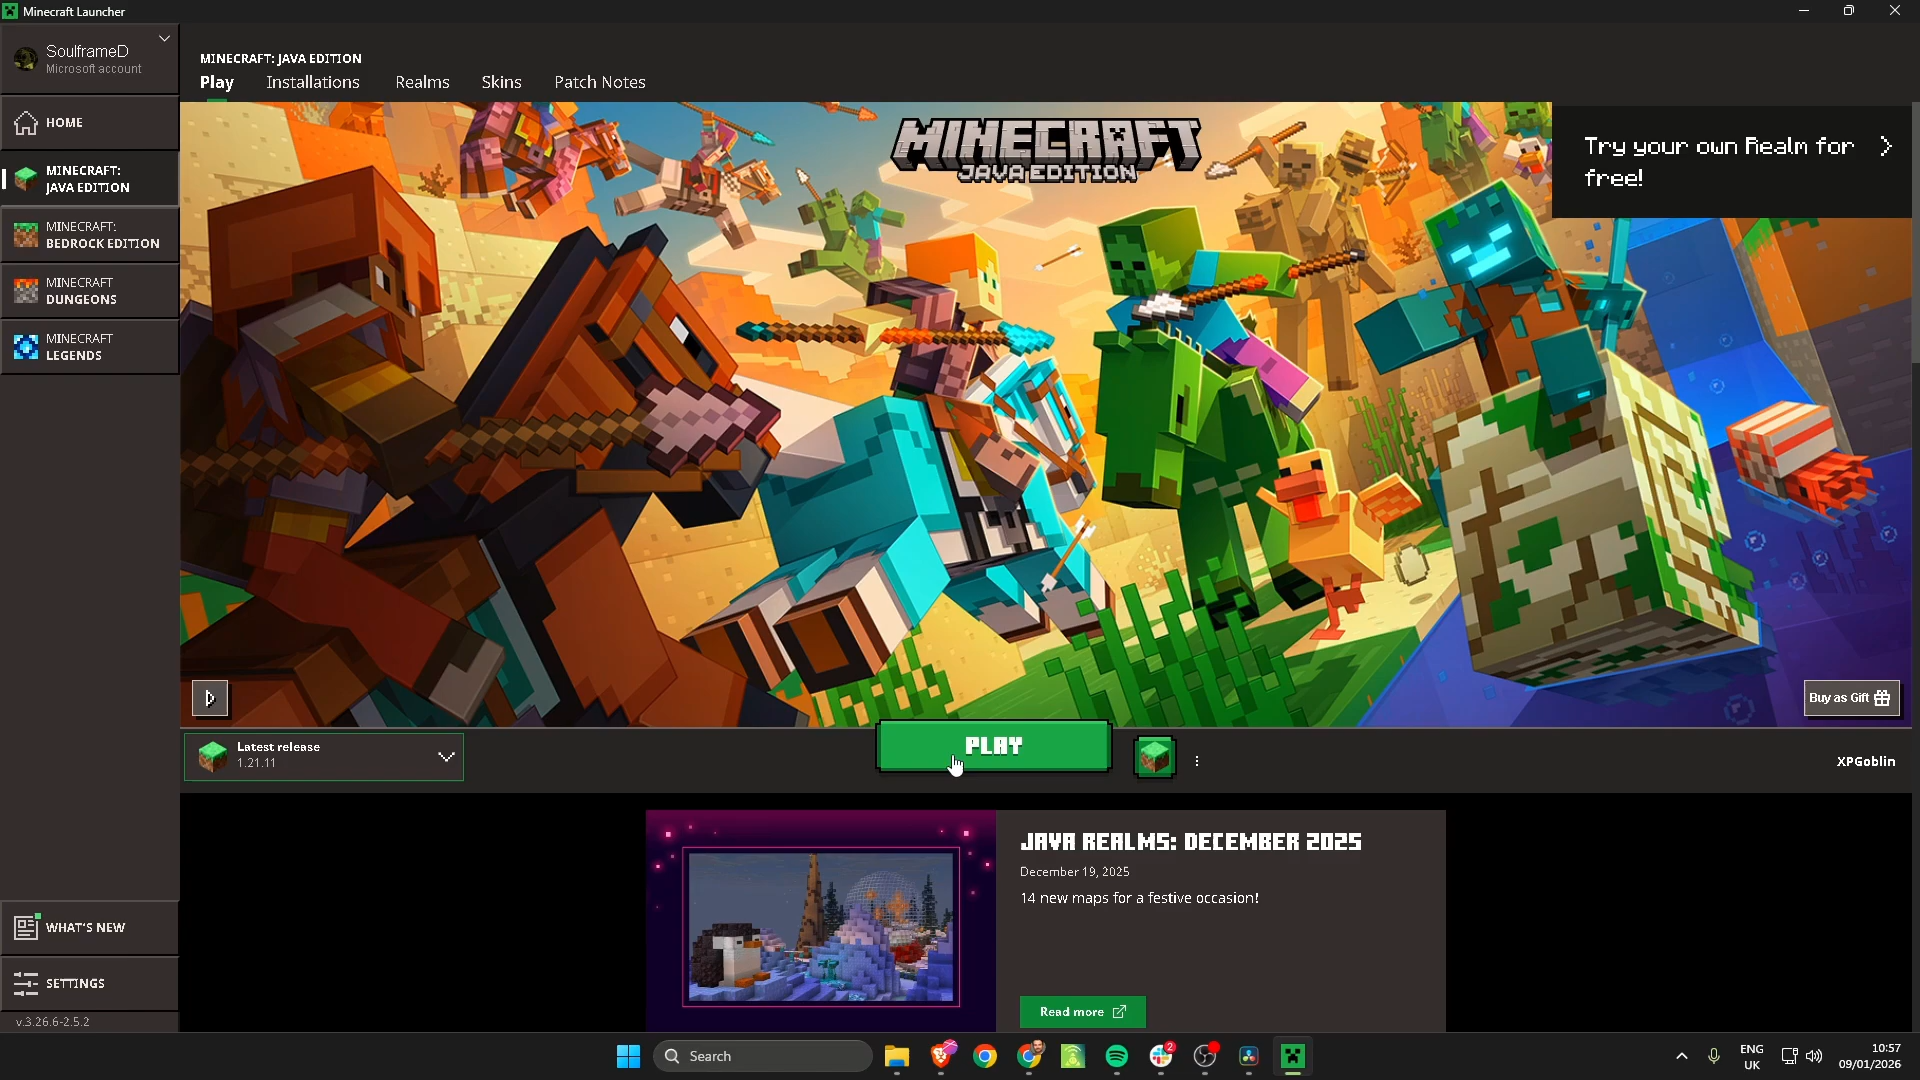 Minecraft Launcher
SoulframeD
Microsoft account
HOME
MINECRAFT:
JAVA EDITION
MINECRAFT:
BEDROCK EDITION
MINECRAFT
DUNGEONS
MINECRAFT
LEGENDS
WHAT'S NEW
SETTINGS
v.3.26.6-2.5.2
MINECRAFT: JAVA EDITION
Play Installations Realms Skins Patch Notes
MINECRAFT
JAVA EDITION
Try your own Realm for
free!
Buy as Gift
Latest release
1.21.11
PLAY
XPGoblin
JAVA REALMS: DECEMBER 2025
December 19, 2025
14 new maps for a festive occasion!
Read more
Search
2
ENG
UK
10:57
09/01/2026